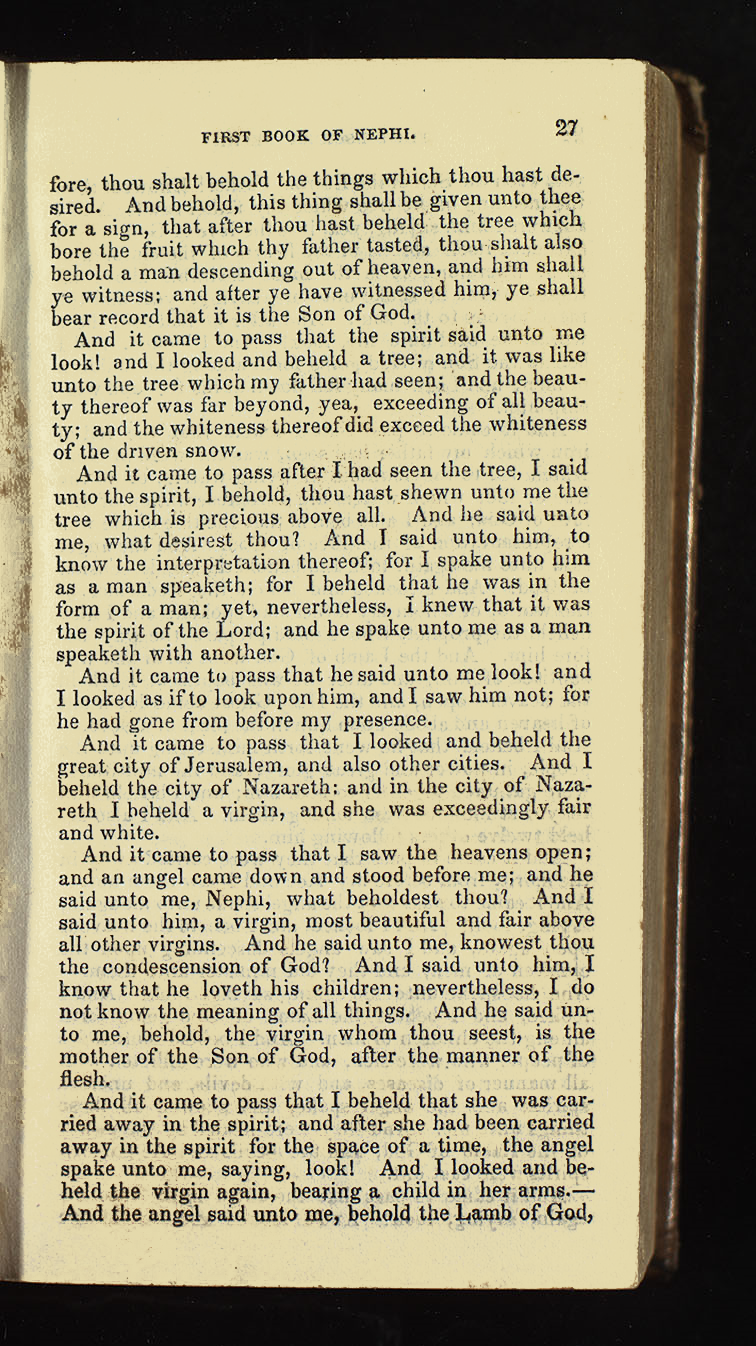 FIRST BOOK OF NEPHI. 27
fore, thou shalt behold the things which thou hast de-
sired. And behold, this thing shall be given unto thee
for a sign, that after thou hast beheld the tree which
bore the fruit which thy father tasted, thou shalt also
behold a man descending out of heaven, and him shall
ye witness; and after ye have witnessed him, ye shall
bear record that it is the Son of God.
And it came to pass that the spirit said unto me
look! and I looked and beheld a tree; and it was like
unto the tree which my father had seen; and the beau-
ty thereof was far beyond, yea, exceeding of all beau-
ty; and the whiteness thereof did exceed the whiteness
of the driven snow.
And it came to pass after I had seen the tree, I said
unto the spirit, I behold, thou hast shewn unto me the
tree which is precious above all. And he said unto
me, what desirest thou? And I said unto him, to
know the interpretation thereof; for I spake unto him
as a man speaketh; for I beheld that he was in the
form of a man; yet, nevertheless, I knew that it was
the spirit of the Lord; and he spake unto me as a man
speaketh with another.
And it came to pass that he said unto me look! and
I looked as if to look upon him, and I saw him not; for
he had gone from before my presence.
And it came to pass that I looked and beheld the
great city of Jerusalem, and also other cities. And I
beheld the city of Nazareth: and in the city of Naza-
reth I beheld a virgin, and she was exceedingly fair
and white.
And it came to pass that I saw the heavens open;
and an angel came down and stood before me; and he
said unto me, Nephi, what beholdest thou? And I
said unto him, a virgin, most beautiful and fair above
all other virgins. And he said unto me, knowest thou
the condescension of God? And I said unto him, I
know that he loveth his children; nevertheless, I do
not know the meaning of all things. And he said un-
to me, behold, the virgin whom thou seest, is the
mother of the Son of God, after the manner of the
flesh.
And it came to pass that I beheld that she was car-
ried away in the spirit; and after she had been carried
away in the spirit for the space of a time, the angel
spake unto me, saying, look! And I looked and be-
held the virgin again, bearing a child in her arms.—
And the angel said unto me, behold the Lamb of God,